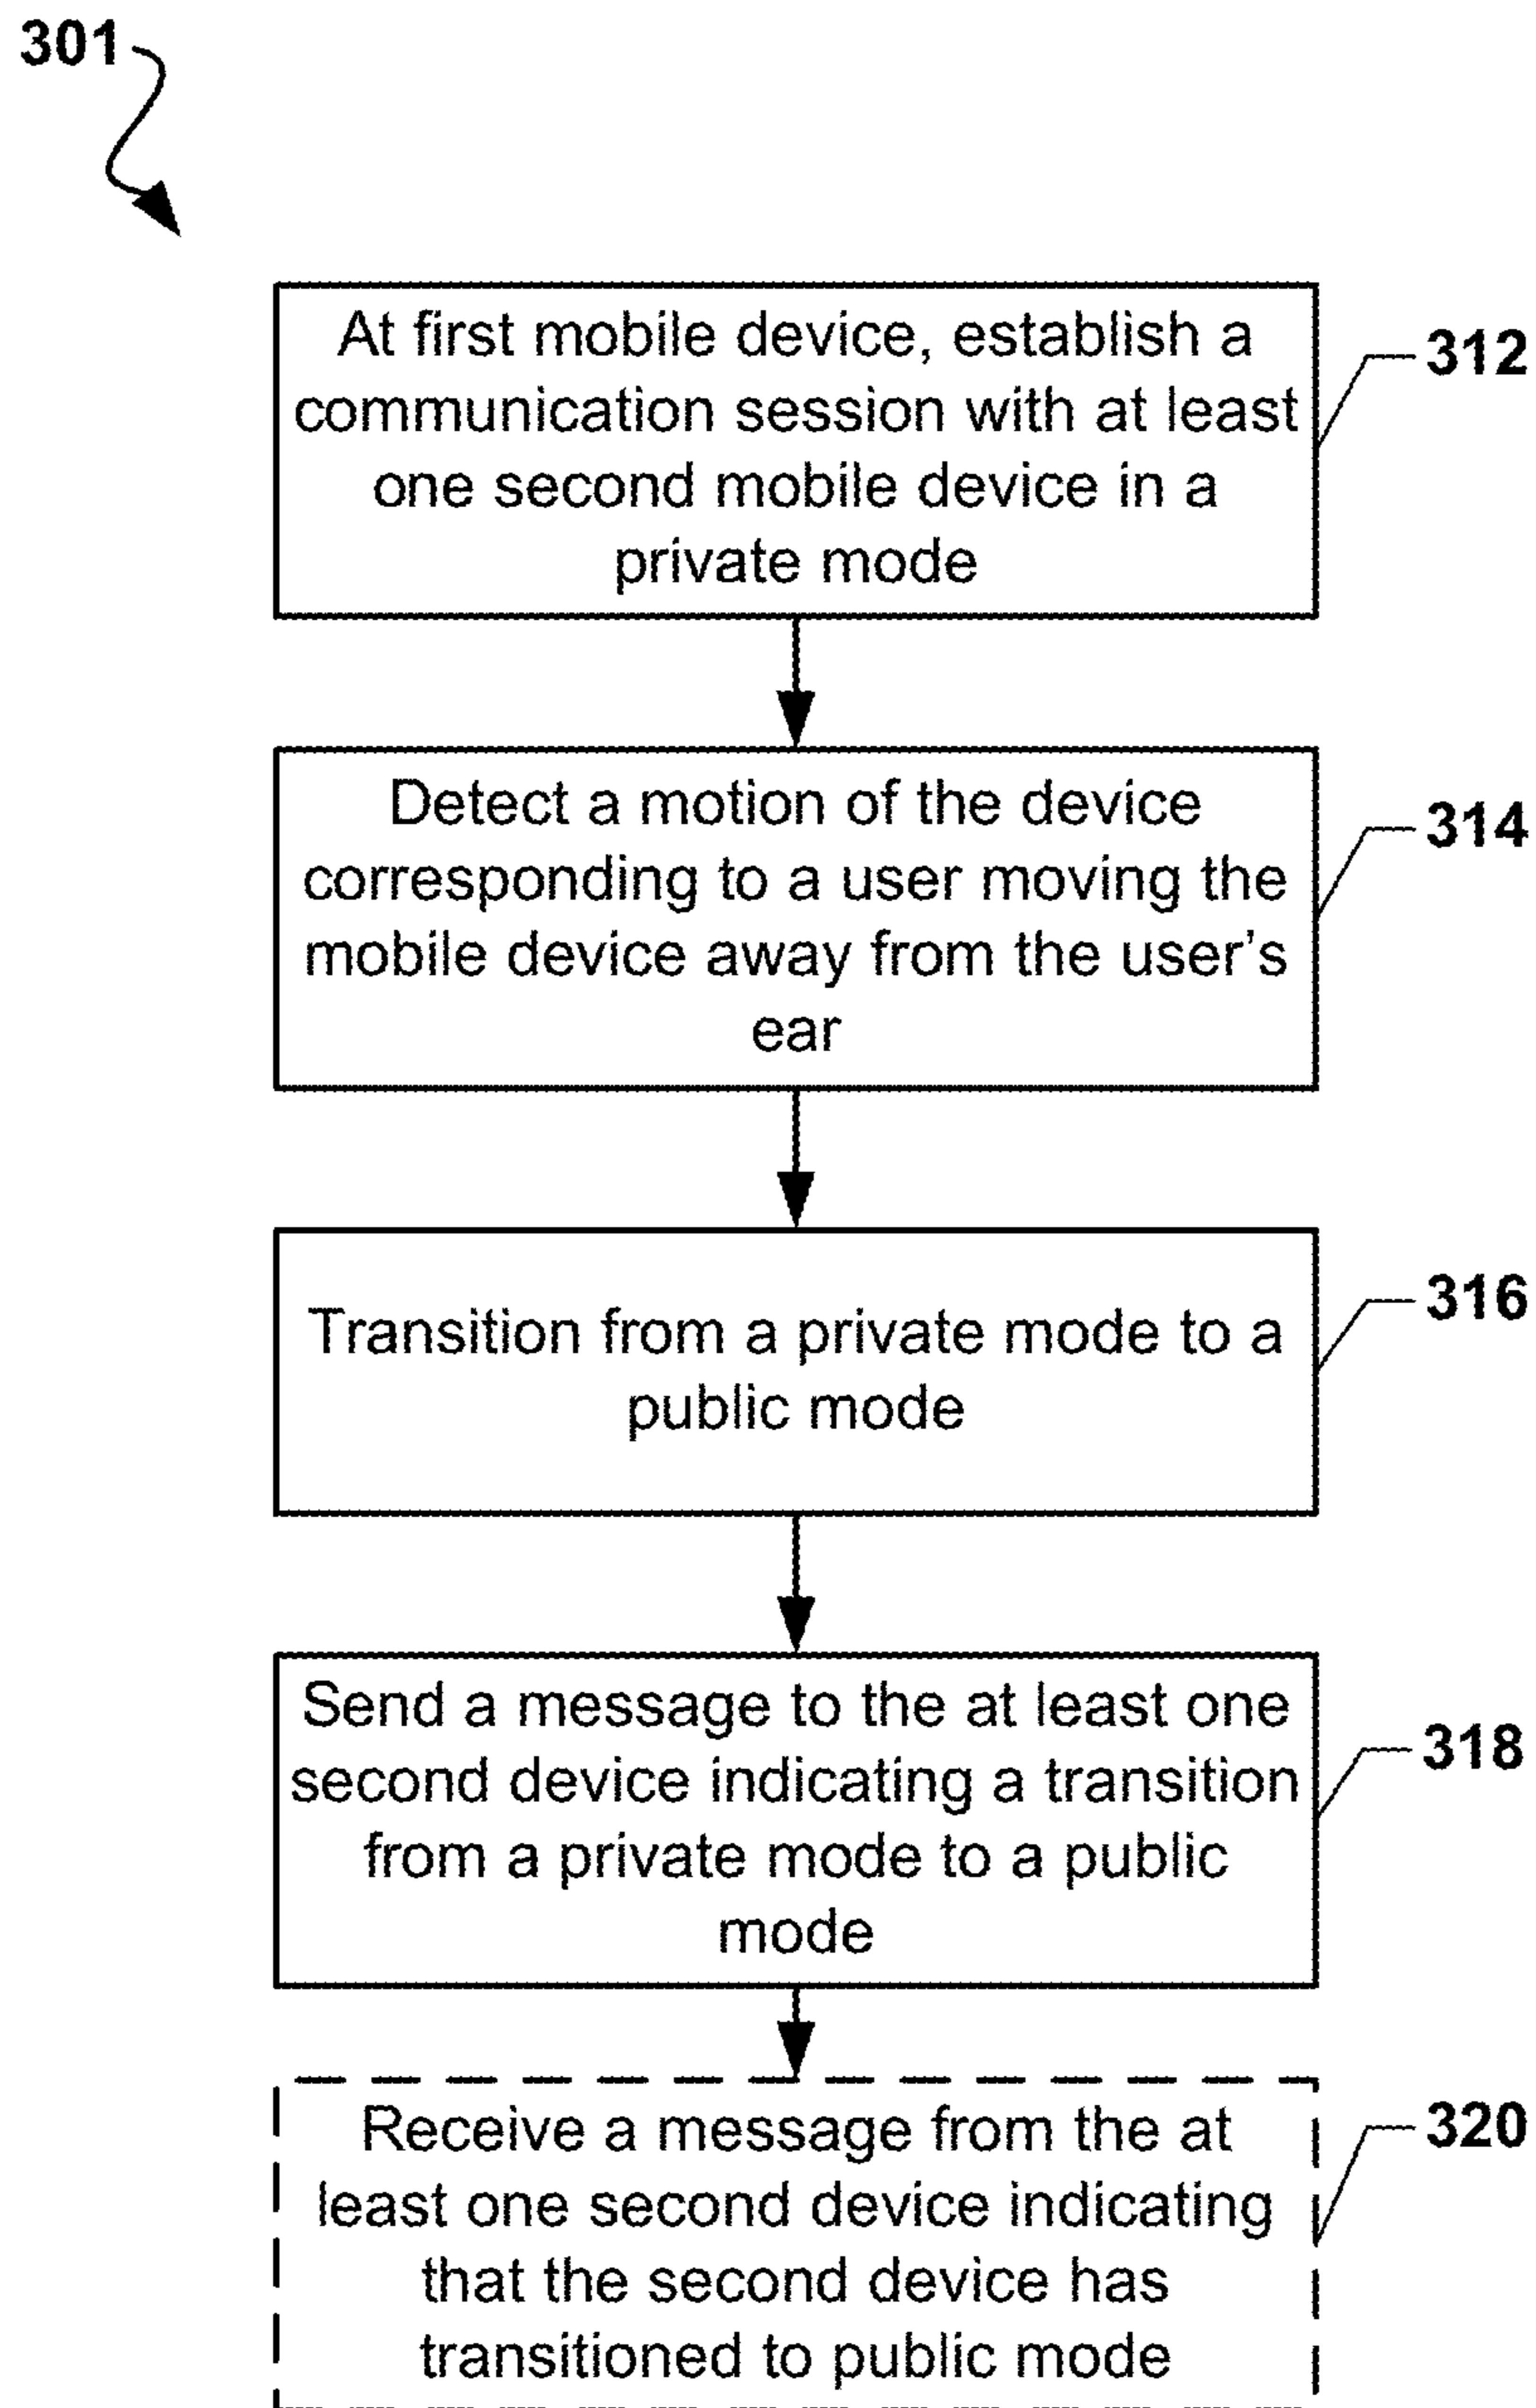 301
At first mobile device, establish a
communication session with at least
one second mobile device in a
private mode
312
Detect a motion of the device
corresponding to a user moving the
mobile device away from the user's
ear
314
Transition from a private mode to a
public mode
316
Send a message to the at least one
second device indicating a transition
from a private mode to a public
mode
318
Receive a message from the at
least one second device indicating
that the second device has
transitioned to public mode
320